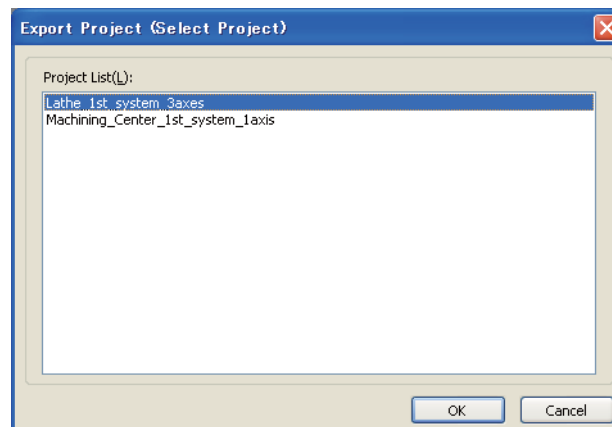 Export Project (Select Project)
Project List(L):
Lathe_1st_system_3axes
Machining_Center_1st_system_1axis
OK
Cancel